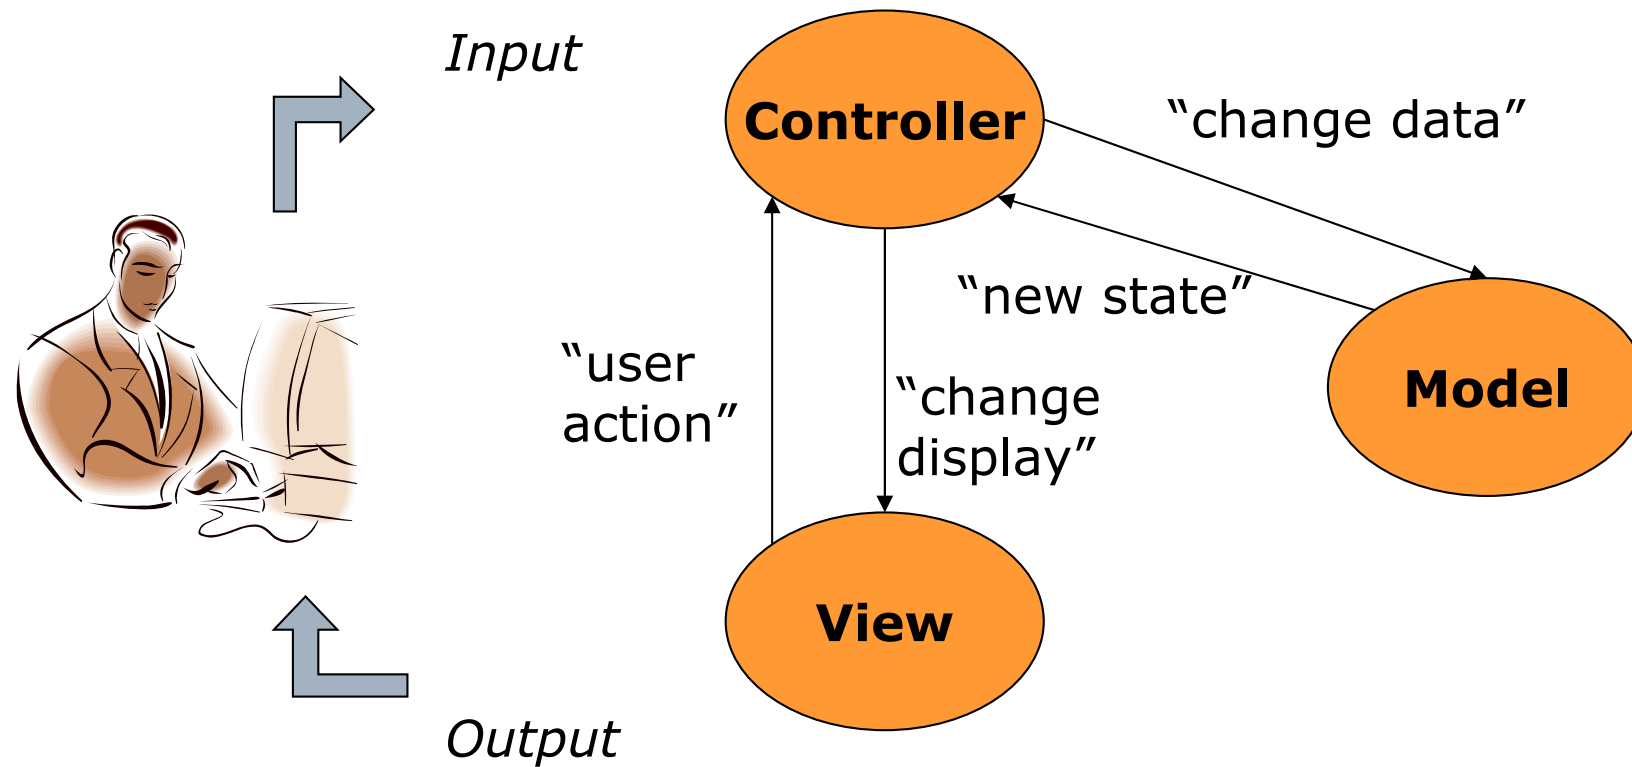 Input
Controller
“change data”
“new state”
“user
action”
“change
display”
Model
View
Output